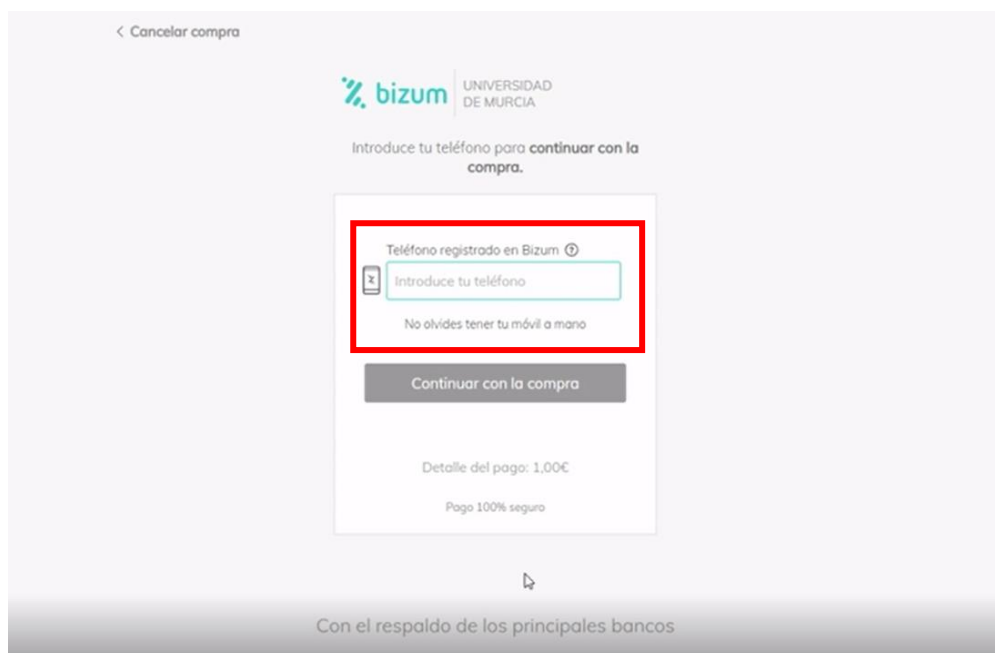 < Cancelar compra
bizum
UNIVERSIDAD
DE MURCIA
Introduce tu teléfono para continuar con la
compra.
Teléfono registrado en Bizum ?
Introduce tu teléfono
No olvides tener tu móvil a mano
Continuar con la compra
Detalle del pago: 1,00€
Pago 100% seguro
Con el respaldo de los principales bancos